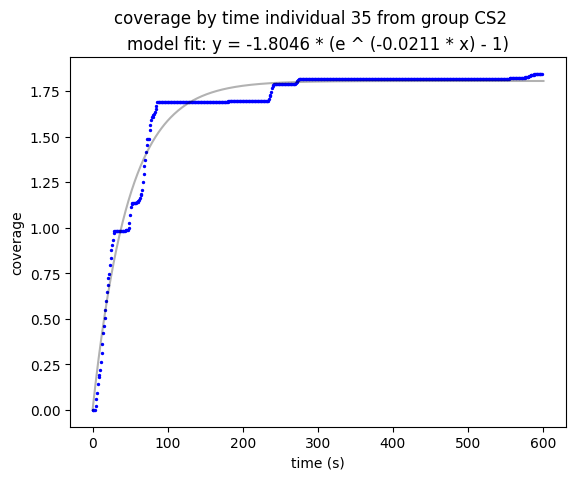 coverage by time individual 35 from group CS2
model fit: y = -1.8046 * (e ^ (-0.0211 * x) - 1)
1.75
1.50
1.25
1.00
0.75
0.50
0.25
0.00
coverage
0 100 200 300 400 500 600
time (s)